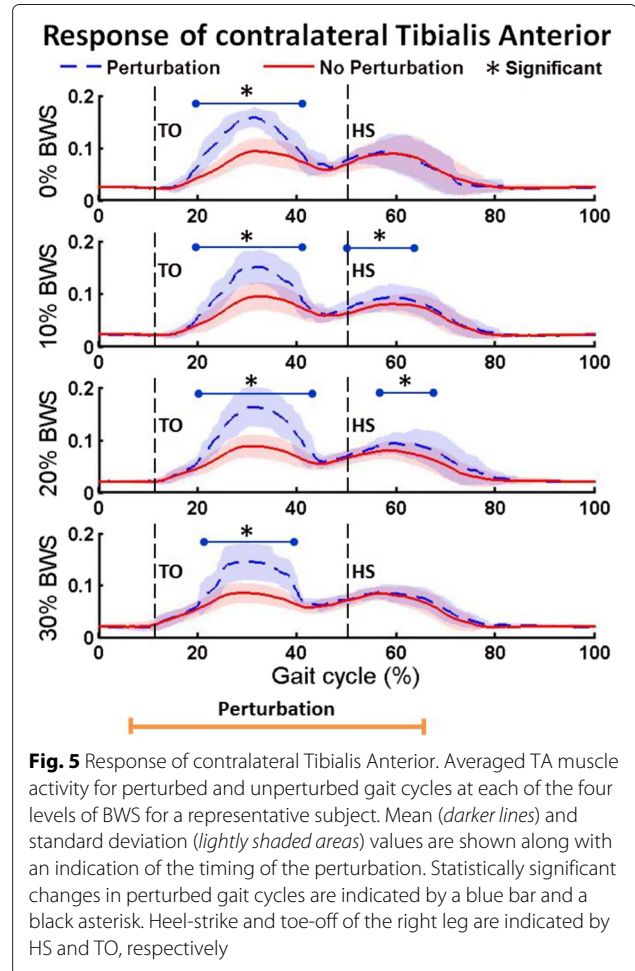 Response of contralateral Tibialis Anterior
Perturbation No Perturbation * Significant
0% BWS
0.2
0.1
0
TO
*
HS
0 20 40 60 80 100
10% BWS
0.2
0.1
0
TO
*
HS
*
0 20 40 60 80 100
20% BWS
0.2
0.1
0
TO
*
HS
*
0 20 40 60 80 100
30% BWS
0.2
0.1
0
TO
*
HS
0 20 40 60 80 100
Gait cycle (%)
Perturbation
Fig. 5 Response of contralateral Tibialis Anterior. Averaged TA muscle
activity for perturbed and unperturbed gait cycles at each of the four
levels of BWS for a representative subject. Mean (darker lines) and
standard deviation (lightly shaded areas) values are shown along with
an indication of the timing of the perturbation. Statistically significant
changes in perturbed gait cycles are indicated by a blue bar and a
black asterisk. Heel-strike and toe-off of the right leg are indicated by
HS and TO, respectively